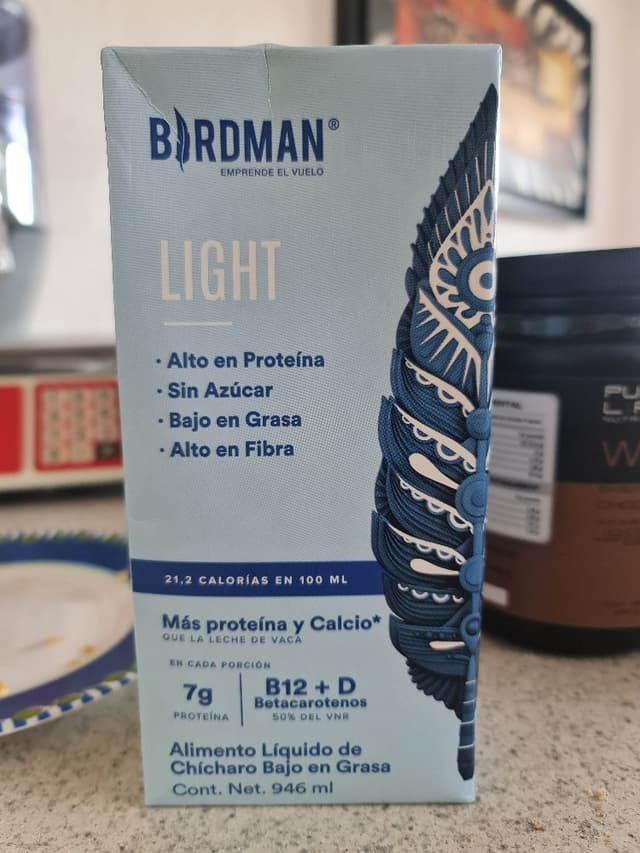 BIRDMAN®
EMPRENDE EL VUELO
LIGHT
· Alto en Proteína
· Sin Azúcar
· Bajo en Grasa
· Alto en Fibra
21,2 CALORÍAS EN 100 ML
Más proteína y Calcio*
QUE LA LECHE DE VACA
EN CADA PORCIÓN
7g
PROTEÍNA
B12 + D
Betacarotenos
50% DEL VNR
Alimento Líquido de
Chícharo Bajo en Grasa
Cont. Net. 946 ml